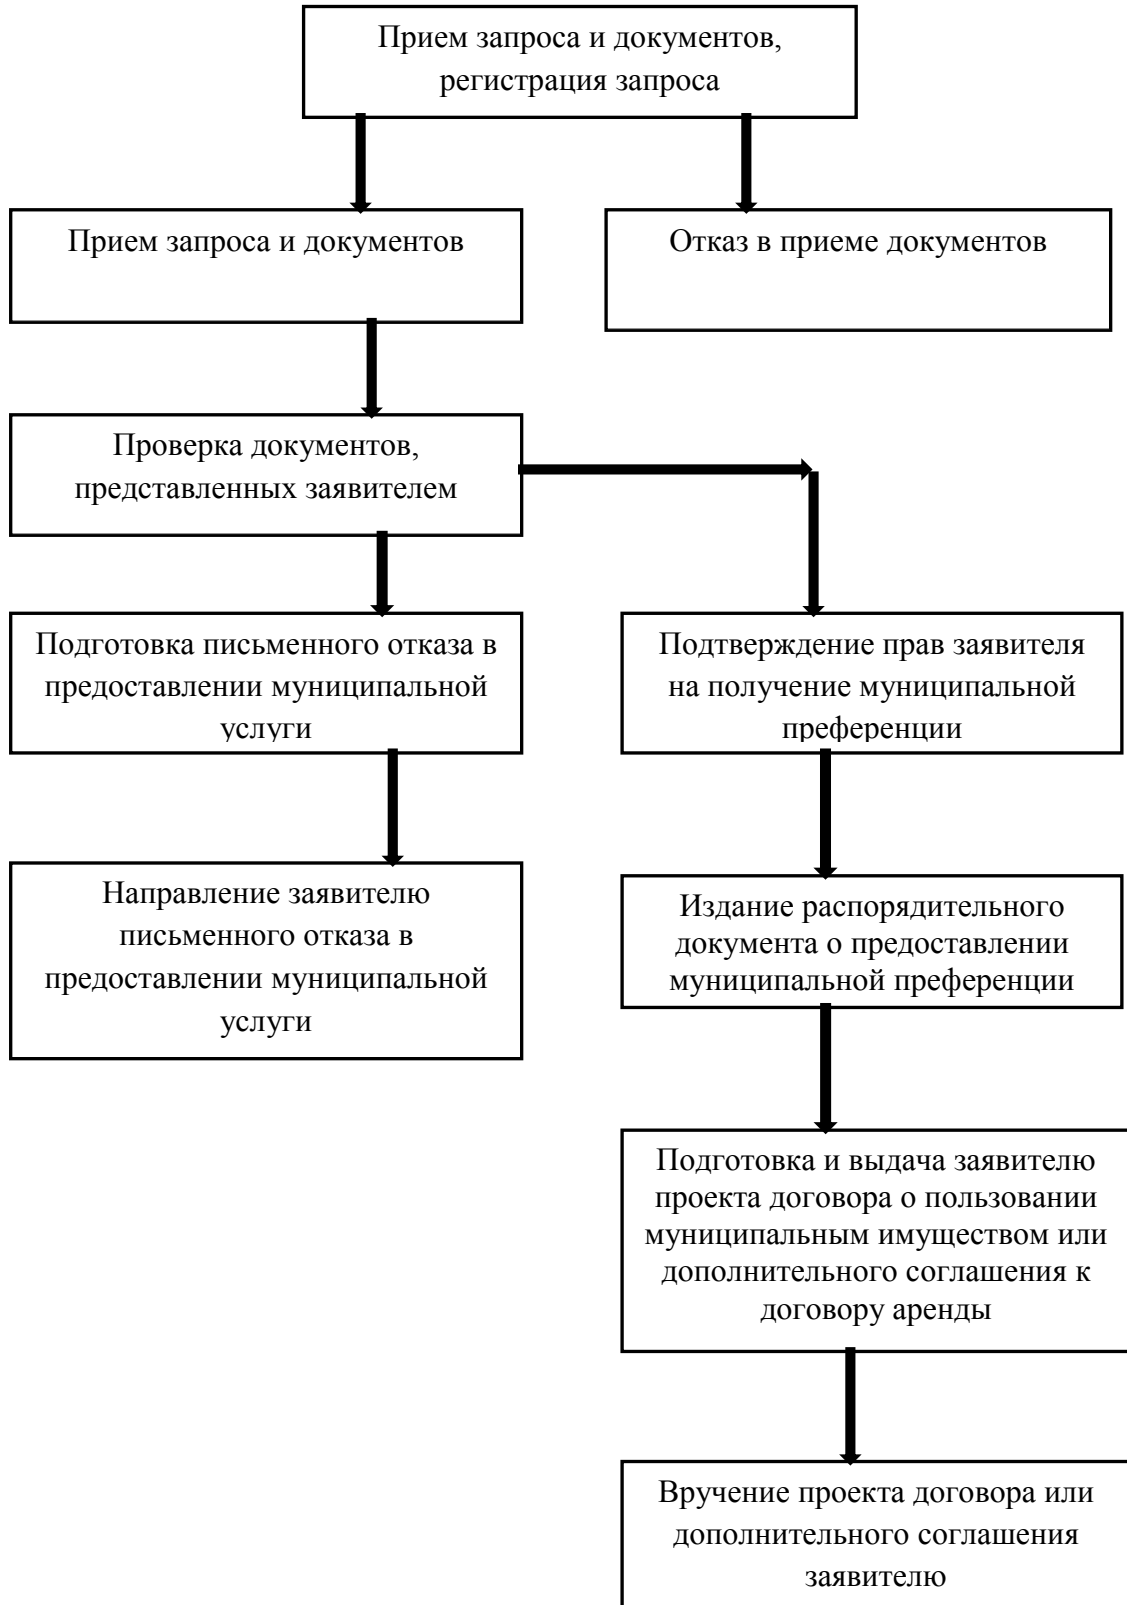 Прием запроса и документов,
регистрация запроса
Прием запроса и документов
Отказ в приеме документов
Проверка документов,
представленных заявителем
Подготовка письменного отказа в
предоставлении муниципальной
услуги
Подтверждение прав заявителя
на получение муниципальной
преференции
Направление заявителю
письменного отказа в
предоставлении муниципальной
услуги
Издание распорядительного
документа о предоставлении
муниципальной преференции
Подготовка и выдача заявителю
проекта договора о пользовании
муниципальным имуществом или
дополнительного соглашения к
договору аренды
Вручение проекта договора или
дополнительного соглашения
заявителю